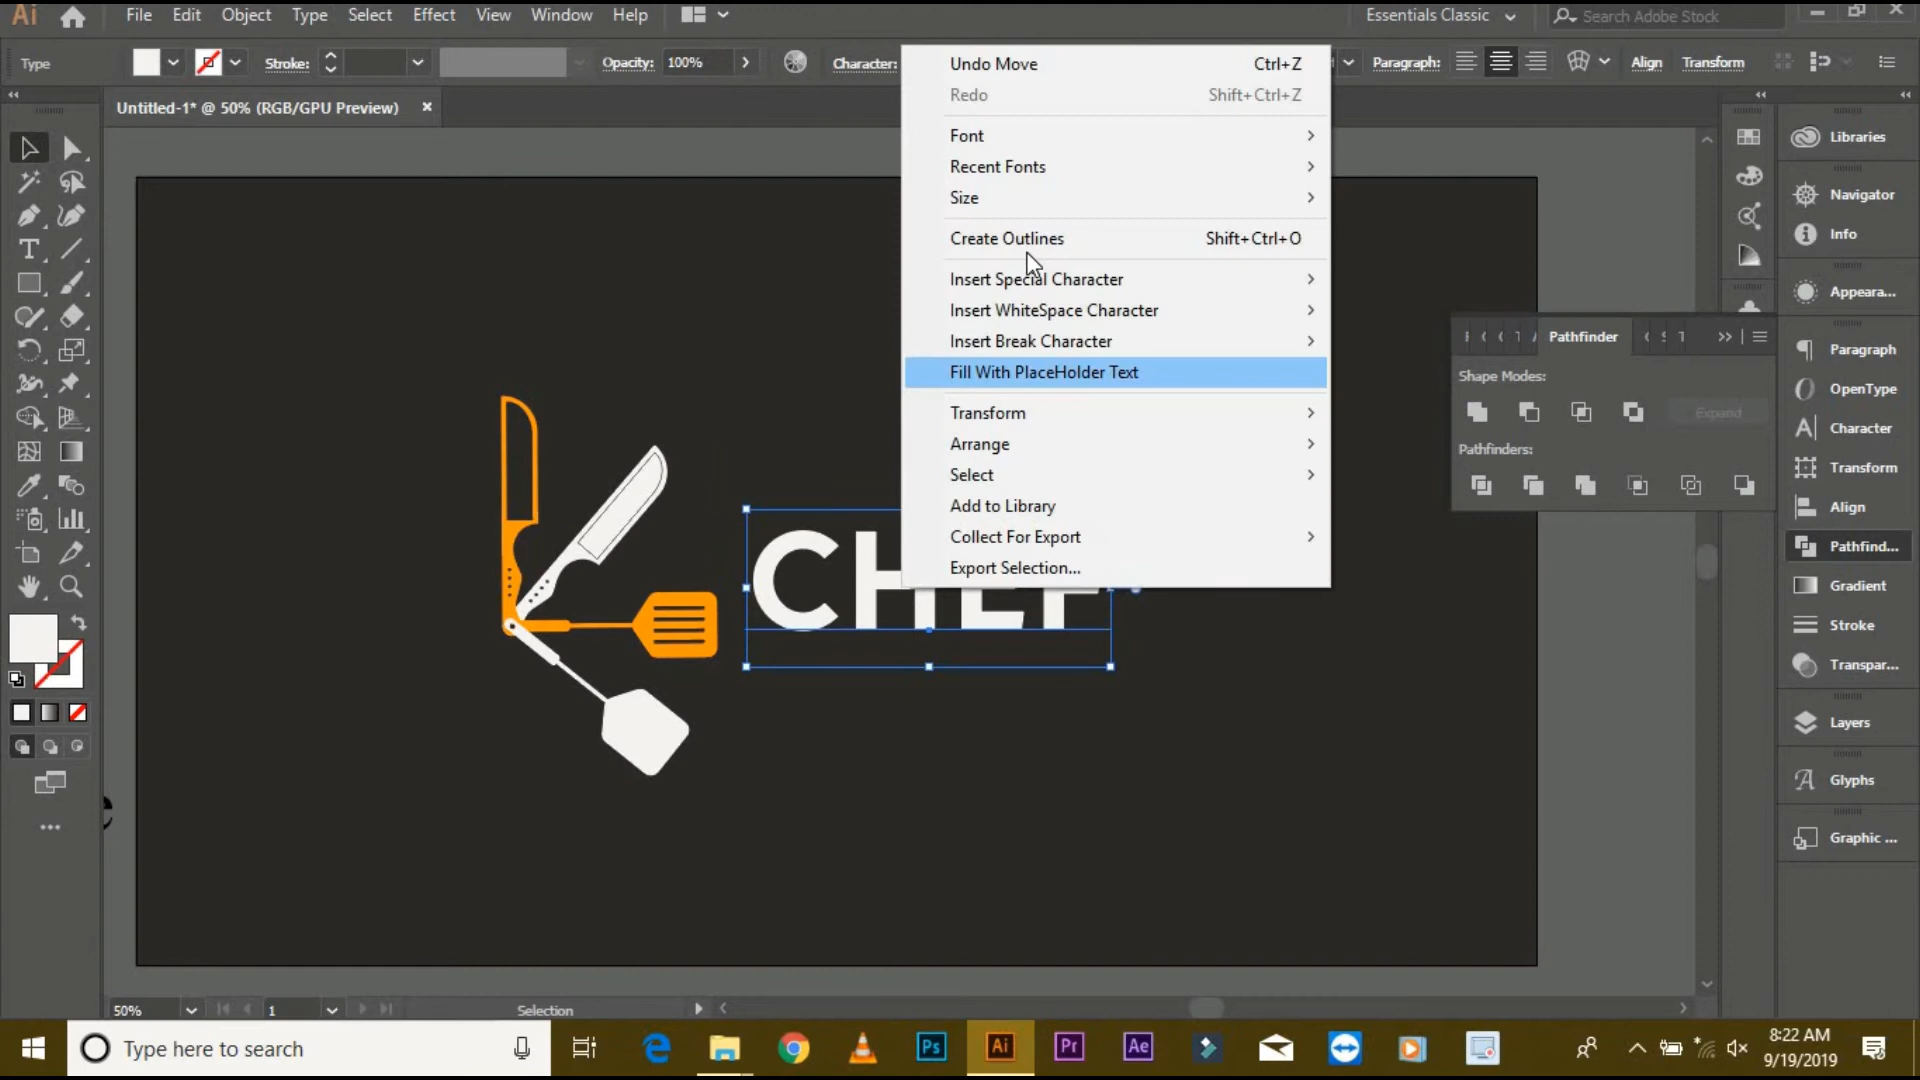 Ai File Edit Object Type Select Effect View Window Help Essentials Classic Search Adobe Stock
Type Stroke: Opacity: 100% Character: Paragraph: Align Transform
Untitled-1* @ 50% (RGB/GPU Preview)
Undo Move Ctrl+Z
Redo Shift+Ctrl+Z
Font
Recent Fonts
Size
Create Outlines Shift+Ctrl+O
Insert Special Character
Insert WhiteSpace Character
Insert Break Character
Fill With PlaceHolder Text
Transform
Arrange
Select
Add to Library
Collect For Export
Export Selection...
CHEF
e
Pathfinder
Shape Modes:
Expand
Pathfinders:
Libraries
Navigator
Info
Appeara...
Paragraph
OpenType
Character
Transform
Align
Pathfind...
Gradient
Stroke
Transpar...
Layers
Glyphs
Graphic ...
50% 1 Selection
Type here to search
Ps Ai Pr Ae
8:22 AM
9/19/2019